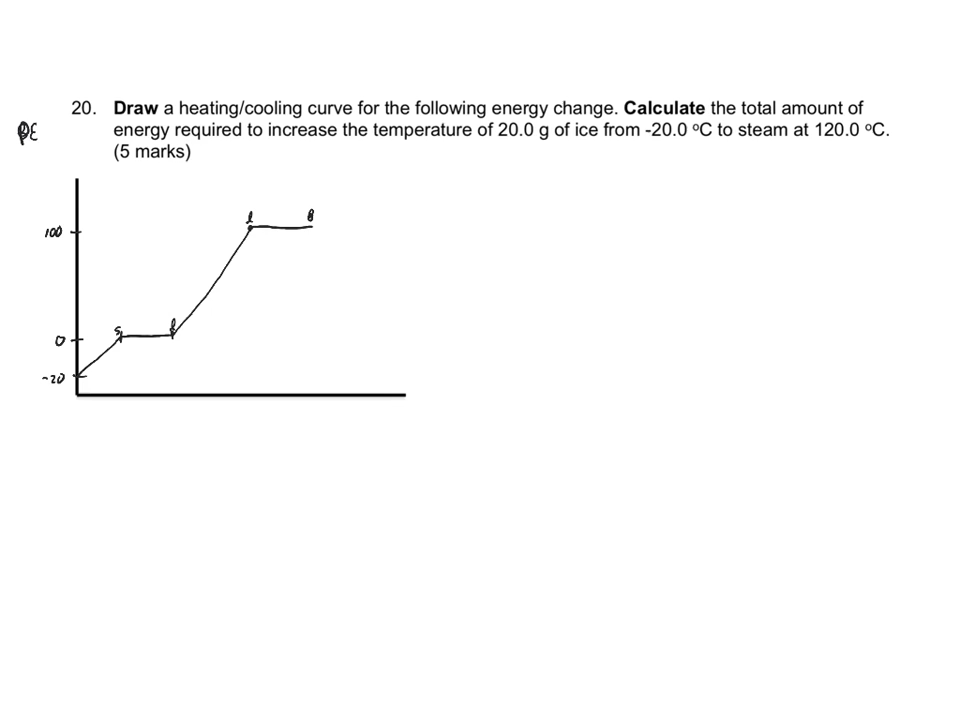 20. Draw a heating/cooling curve for the following energy change. Calculate the total amount of
PE energy required to increase the temperature of 20.0 g of ice from -20.0 °C to steam at 120.0 °C.
(5 marks)
l g
100
s l
0
-20